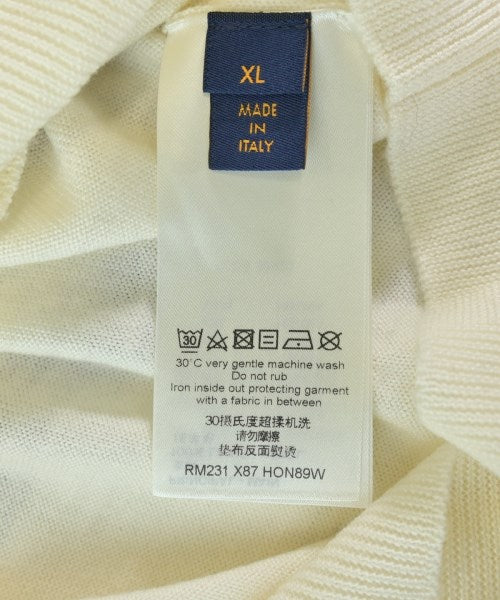 XL
MADE
IN
ITALY
30
30°C very gentle machine wash
Do not rub
Iron inside out protecting garment
with a fabric in between
30摄氏度超揉机洗
请勿摩擦
垫布反面熨烫
RM231 X87 HON89W